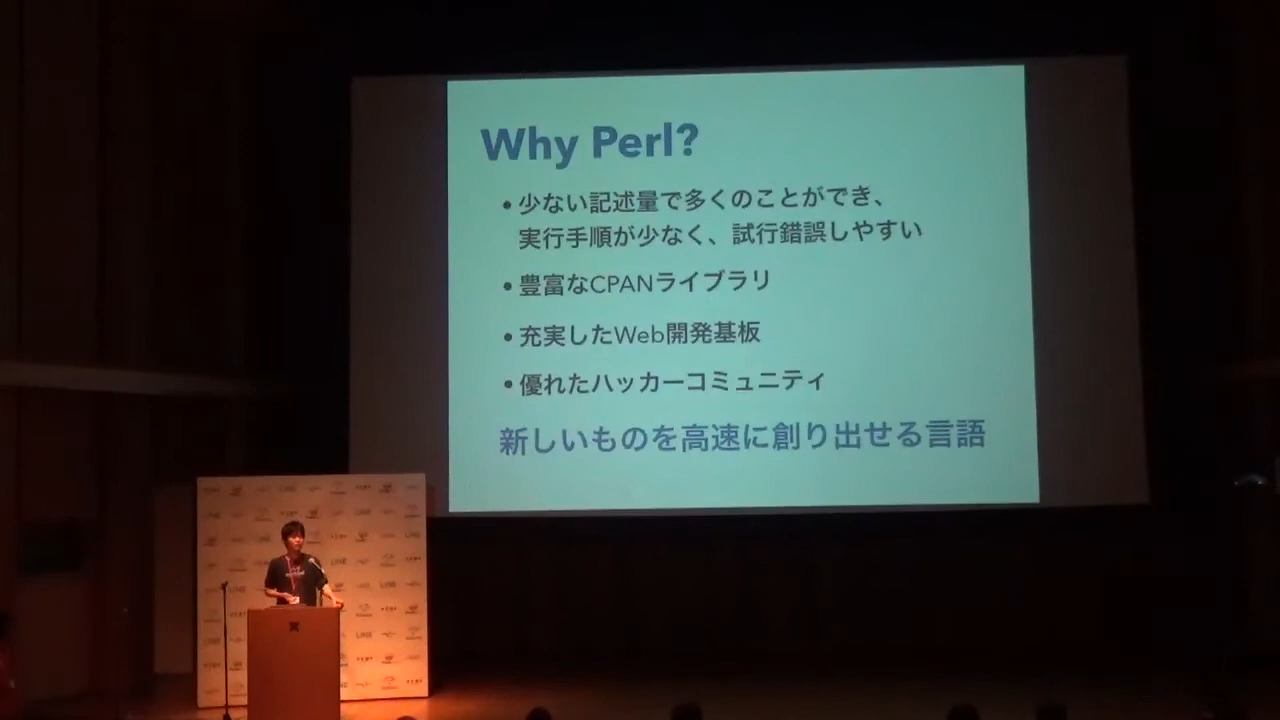 Why Perl?
• 少ない記述量で多くのことができ、
実行手順が少なく、試行錯誤しやすい
• 豊富なCPANライブラリ
• 充実したWeb開発基板
• 優れたハッカーコミュニティ
新しいものを高速に創り出せる言語